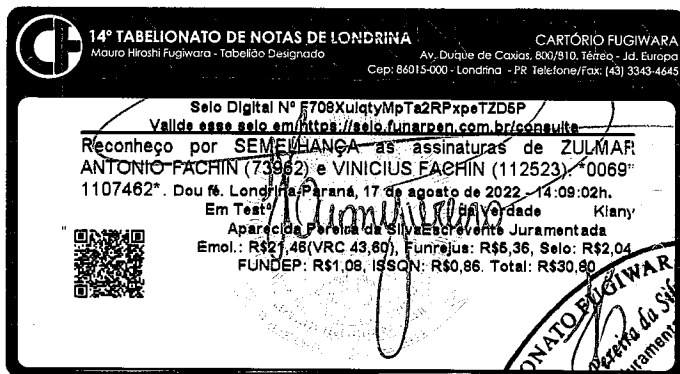 14º TABELIONATO DE NOTAS DE LONDRINA
Mauro Hiroshi Fugiwara - Tabelião Designado
CARTÓRIO FUGIWARA
Av. Duque de Caxias, 800/810. Térreo - Jd. Europa
Cep: 86015-000 - Londrina - PR Telefone/Fax: (43) 3343-4645
Selo Digital Nº F708XulqtyMpTa2RPxpeTZD5P
Valide esse selo em https://selo.funarpen.com.br/consulta
Reconheço por SEMELHANÇA as assinaturas de ZULMAR
ANTONIO FACHIN (73962) e VINICIUS FACHIN (112523). *0069*
1107462*. Dou fé. Londrina-Paraná, 17 de agosto de 2022 - 14:09:02h.
Em Testº da Verdade Kiany
Aparecida Pereira da Silva Escrevente Juramentada
Emol.: R$21,46(VRC 43,60), Funrejus: R$5,36, Selo: R$2,04,
FUNDEP: R$1,08, ISSQN: R$0,86. Total: R$30,80